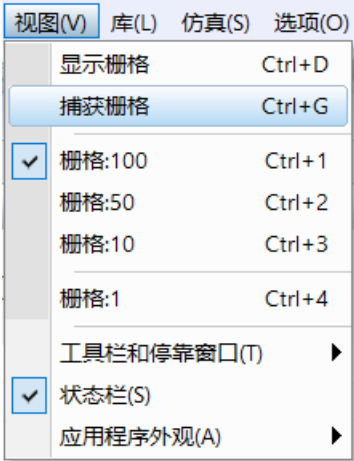 视图(V) 库(L) 仿真(S) 选项(O)
显示栅格 Ctrl+D
捕获栅格 Ctrl+G
栅格:100 Ctrl+1
栅格:50 Ctrl+2
栅格:10 Ctrl+3
栅格:1 Ctrl+4
工具栏和停靠窗口(T)
状态栏(S)
应用程序外观(A)